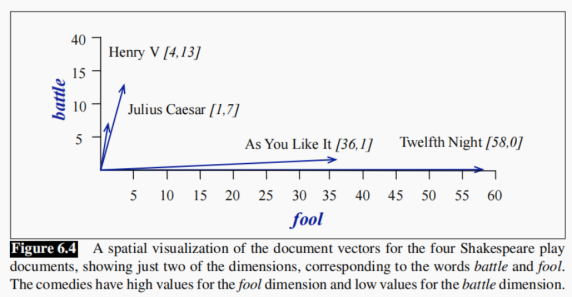 40
Henry V [4,13]
15
battle
10
Julius Caesar [1,7]
5
As You Like It [36,1]
Twelfth Night [58,0]
5 10 15 20 25 30 35 40 45 50 55 60
fool
Figure 6.4 A spatial visualization of the document vectors for the four Shakespeare play
documents, showing just two of the dimensions, corresponding to the words battle and fool.
The comedies have high values for the fool dimension and low values for the battle dimension.